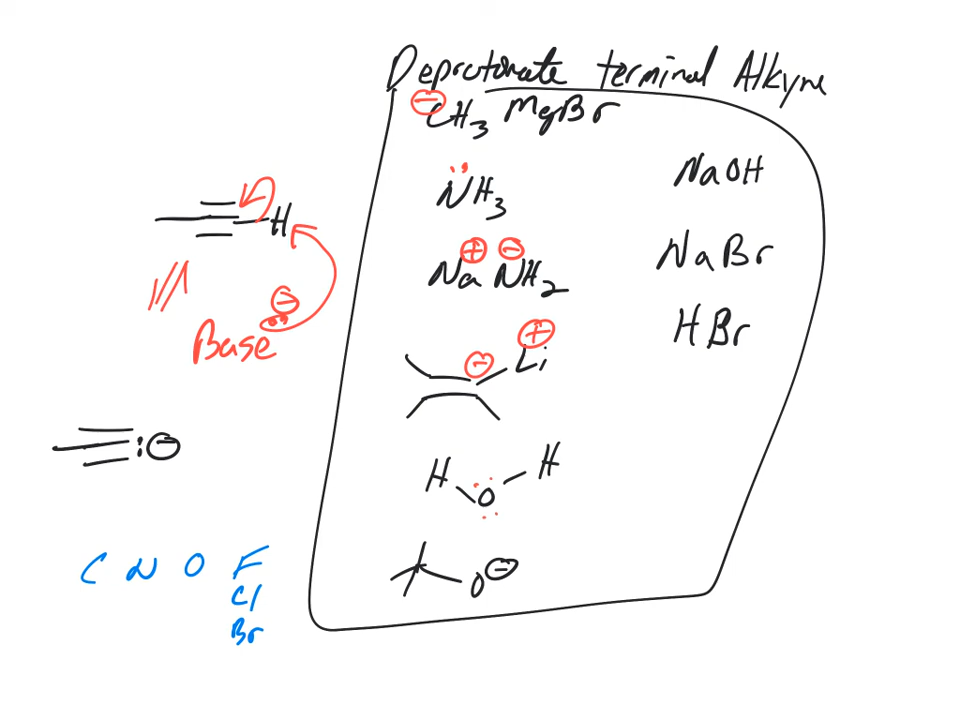 Deprotonate terminal Alkyne
⊖
CH3 MgBr
NaOH
NH3
H
⊕ ⊖
NaNH2
NaBr
⊖
Base
HBr
⊕
⊖ Li
:⊖
H O H
C N O F
Cl
Br
O⊖